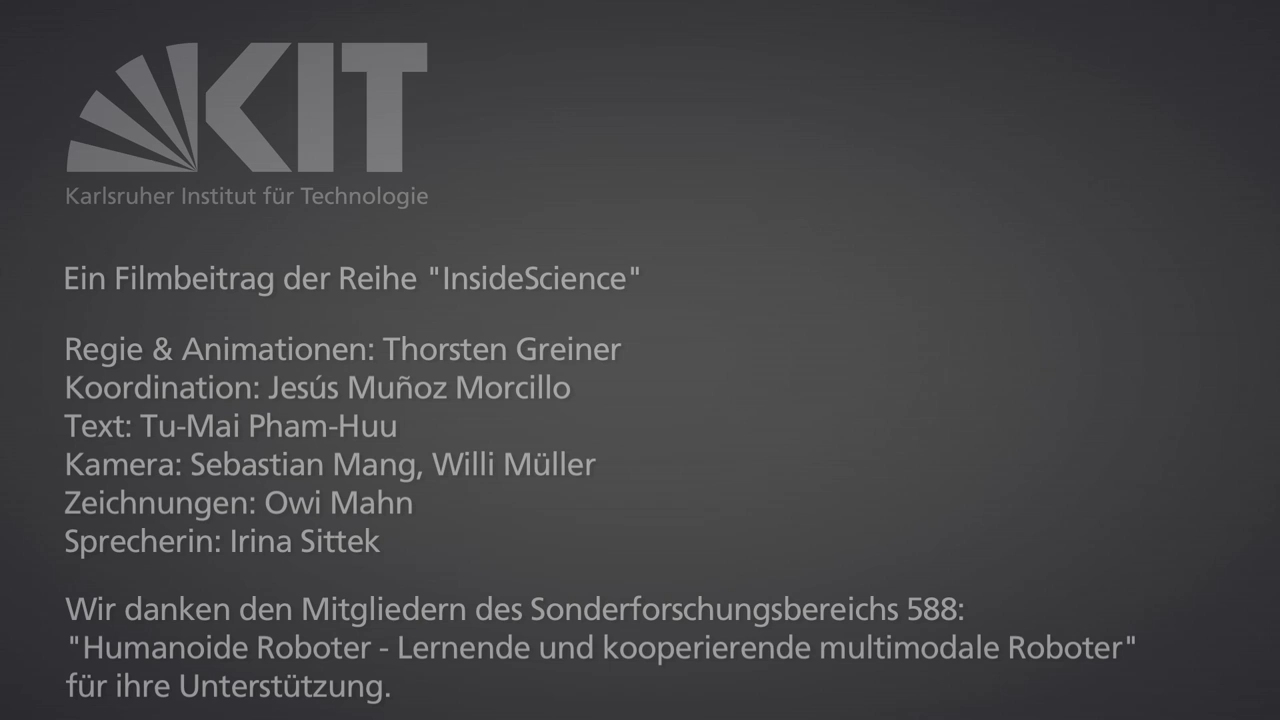 KIT
Karlsruher Institut für Technologie
Ein Filmbeitrag der Reihe "InsideScience"
Regie & Animationen: Thorsten Greiner
Koordination: Jesús Muñoz Morcillo
Text: Tu-Mai Pham-Huu
Kamera: Sebastian Mang, Willi Müller
Zeichnungen: Owi Mahn
Sprecherin: Irina Sittek
Wir danken den Mitgliedern des Sonderforschungsbereichs 588:
"Humanoide Roboter - Lernende und kooperierende multimodale Roboter"
für ihre Unterstützung.